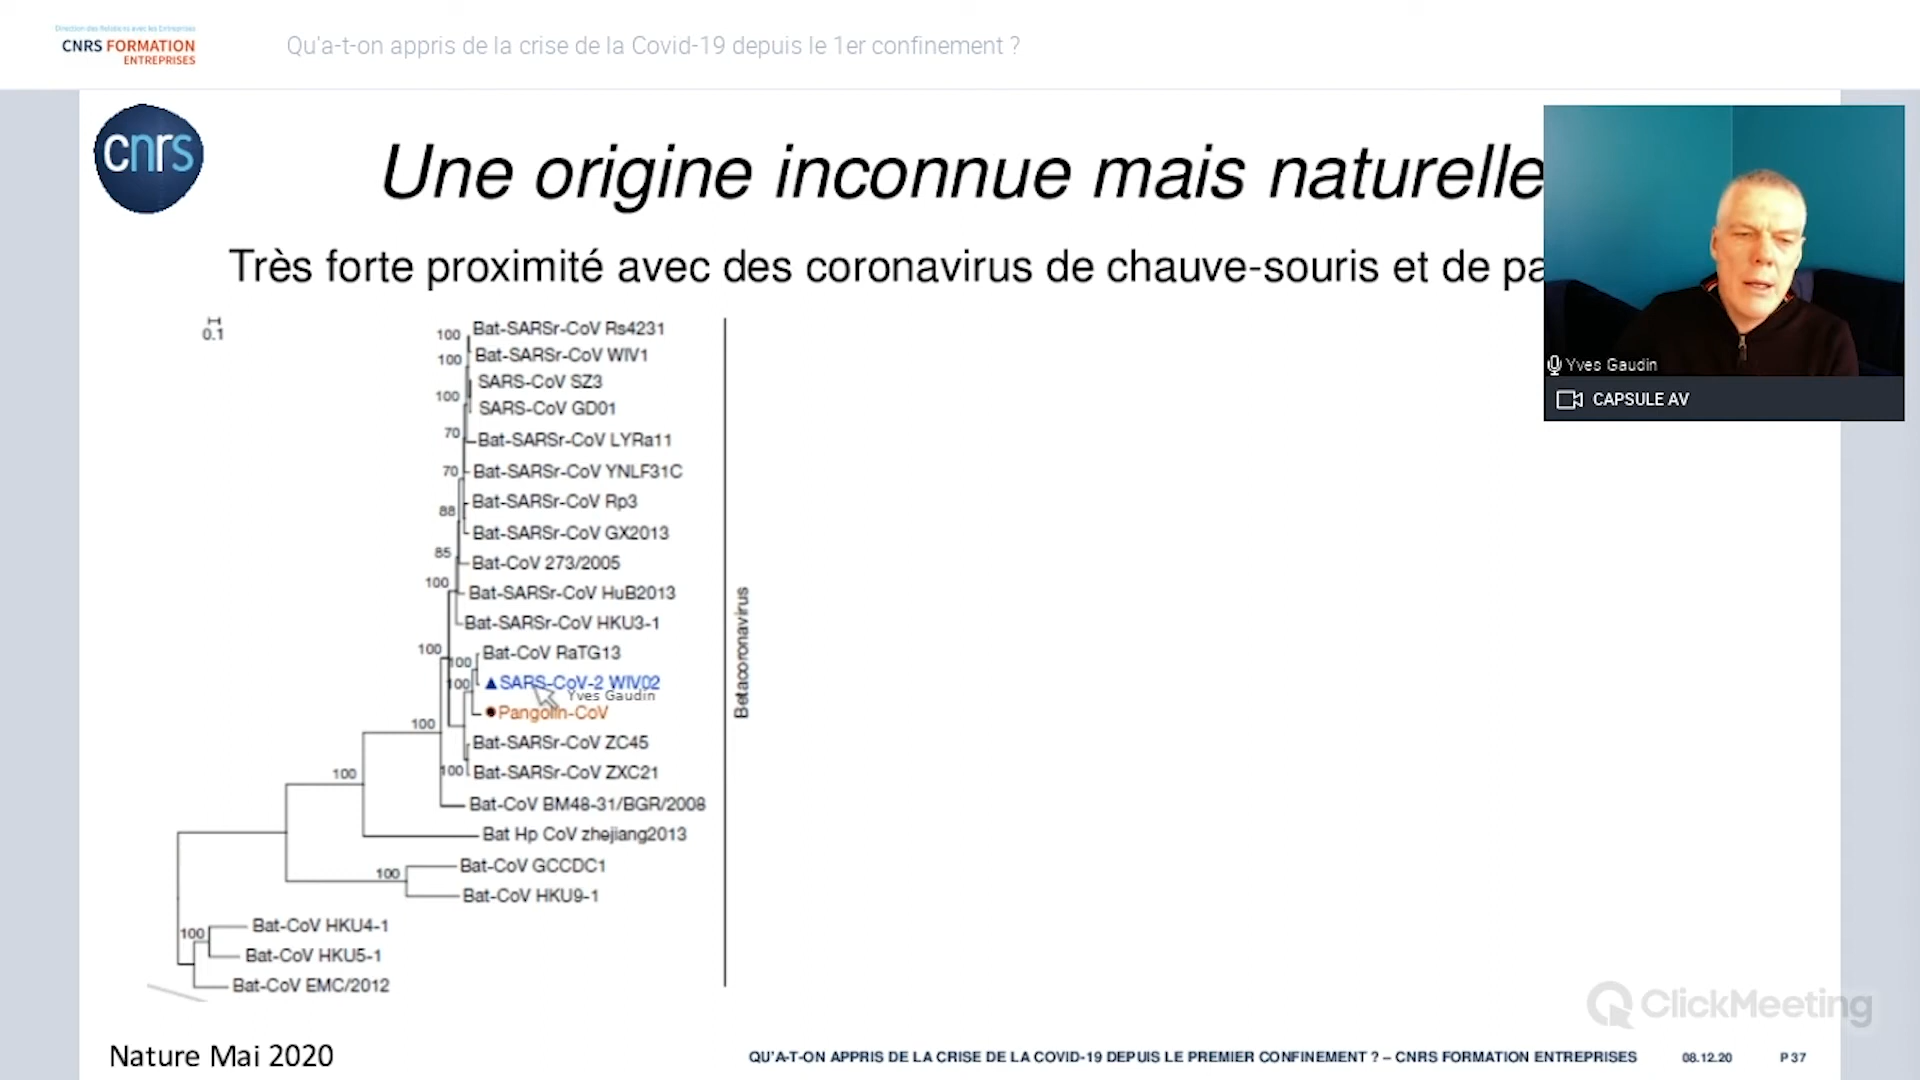 Direction des Relations avec les Entreprises
CNRS FORMATION
ENTREPRISES
Qu'a-t-on appris de la crise de la Covid-19 depuis le 1er confinement ?
cnrs
Une origine inconnue mais naturelle
Très forte proximité avec des coronavirus de chauve-souris et de pa
Yves Gaudin
CAPSULE AV
0.1
100
Bat-SARSr-CoV Rs4231
100
Bat-SARSr-CoV WIV1
SARS-CoV SZ3
100
SARS-CoV GD01
70
Bat-SARSr-CoV LYRa11
70
Bat-SARSr-CoV YNLF31C
Bat-SARSr-CoV Rp3
88
Bat-SARSr-CoV GX2013
85
Bat-CoV 273/2005
100
Bat-SARSr-CoV HuB2013
Bat-SARSr-CoV HKU3-1
100
100
Bat-CoV RaTG13
100
SARS-CoV-2 WIV02
Yves Gaudin
Pangolin-CoV
100
Bat-SARSr-CoV ZC45
100
Bat-SARSr-CoV ZXC21
100
Bat-CoV BM48-31/BGR/2008
Bat Hp CoV zhejiang2013
100
Bat-CoV GCCDC1
Bat-CoV HKU9-1
100
Bat-CoV HKU4-1
Bat-CoV HKU5-1
Bat-CoV EMC/2012
Betacoronavirus
ClickMeeting
Nature Mai 2020
QU'A-T-ON APPRIS DE LA CRISE DE LA COVID-19 DEPUIS LE PREMIER CONFINEMENT ? – CNRS FORMATION ENTREPRISES
08.12.20
P 37